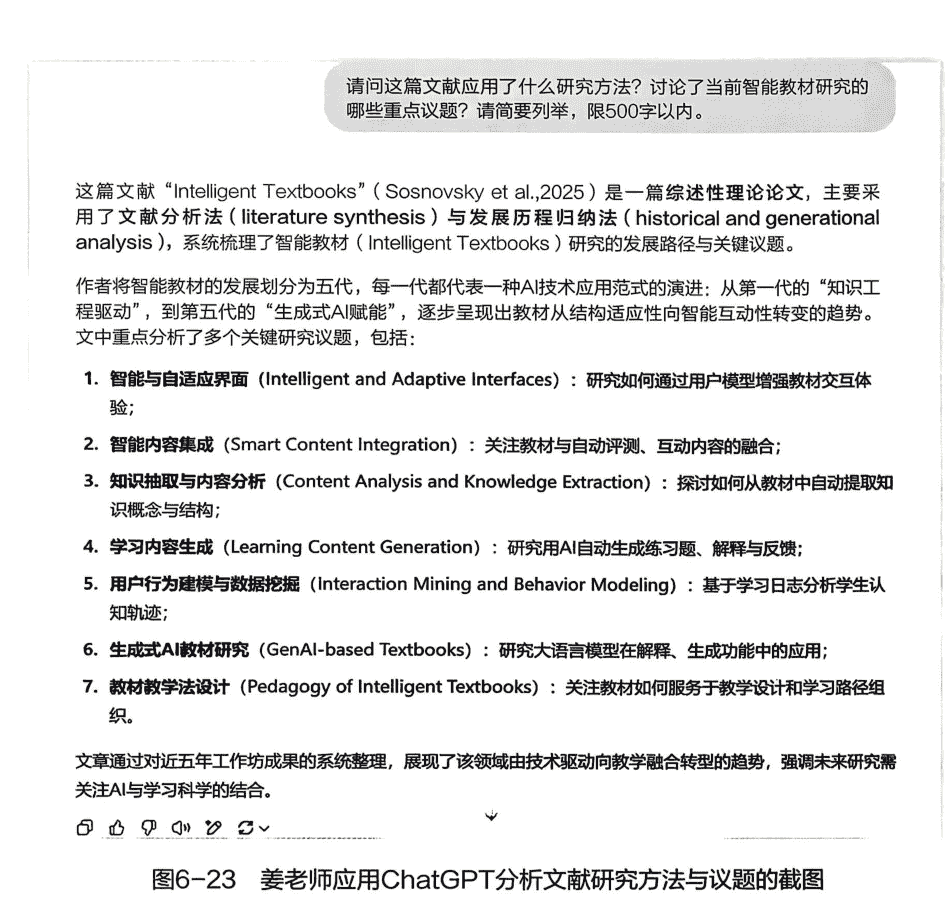 请问这篇文献应用了什么研究方法？讨论了当前智能教材研究的
哪些重点议题？请简要列举，限500字以内。
这篇文献“Intelligent Textbooks”（Sosnovsky et al.,2025）是一篇综述性理论论文，主要采
用了文献分析法（literature synthesis）与发展历程归纳法（historical and generational
analysis），系统梳理了智能教材（Intelligent Textbooks）研究的发展路径与关键议题。
作者将智能教材的发展划分为五代，每一代都代表一种AI技术应用范式的演进：从第一代的“知识工
程驱动”，到第五代的“生成式AI赋能”，逐步呈现出教材从结构适应性向智能互动性转变的趋势。
文中重点分析了多个关键研究议题，包括：
1. 智能与自适应界面（Intelligent and Adaptive Interfaces）：研究如何通过用户模型增强教材交互体
验；
2. 智能内容集成（Smart Content Integration）：关注教材与自动评测、互动内容的融合；
3. 知识抽取与内容分析（Content Analysis and Knowledge Extraction）：探讨如何从教材中自动提取知
识概念与结构；
4. 学习内容生成（Learning Content Generation）：研究用AI自动生成练习题、解释与反馈；
5. 用户行为建模与数据挖掘（Interaction Mining and Behavior Modeling）：基于学习日志分析学生认
知轨迹；
6. 生成式AI教材研究（GenAI-based Textbooks）：研究大语言模型在解释、生成功能中的应用；
7. 教材教学法设计（Pedagogy of Intelligent Textbooks）：关注教材如何服务于教学设计和学习路径组
织。
文章通过对近五年工作坊成果的系统整理，展现了该领域由技术驱动向教学融合转型的趋势，强调未来研究需
关注AI与学习科学的结合。
图6-23 姜老师应用ChatGPT分析文献研究方法与议题的截图